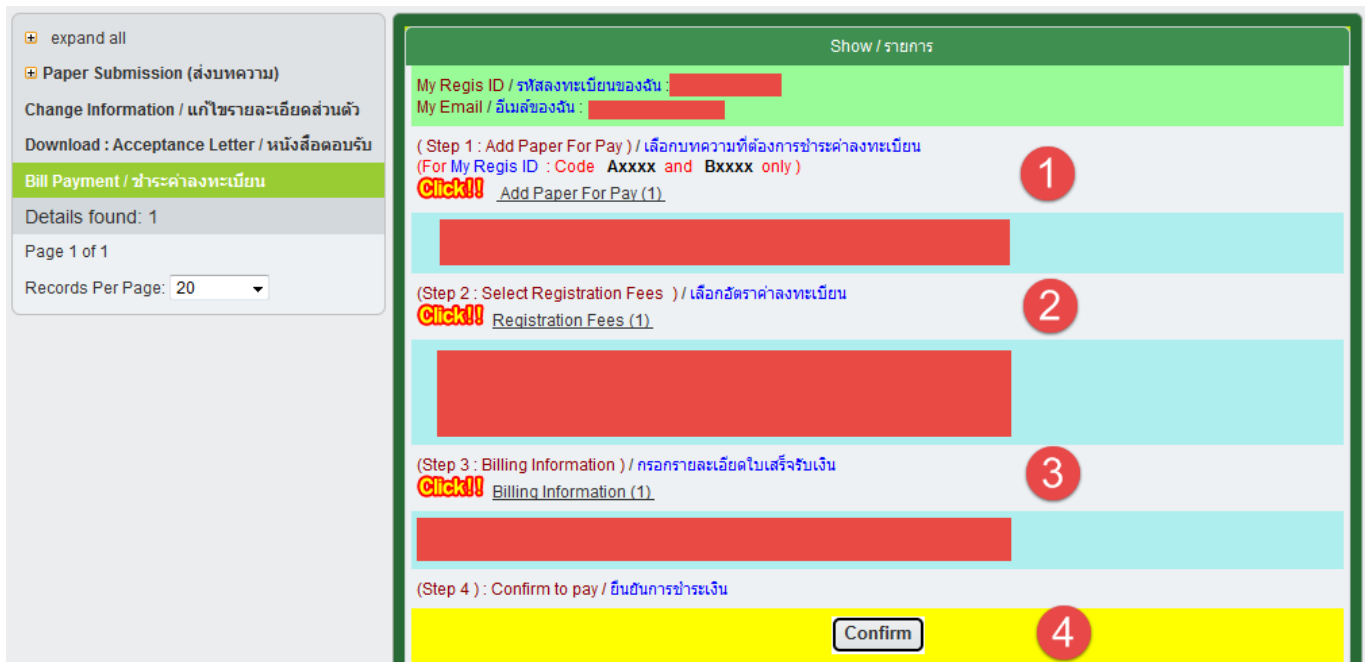 expand all
Paper Submission (ส่งบทความ)
Change Information / แก้ไขรายละเอียดส่วนตัว
Download : Acceptance Letter / หนังสือตอบรับ
Bill Payment / ชำระค่าลงทะเบียน
Details found: 1
Page 1 of 1
Records Per Page: 20
Show / รายการ
My Regis ID / รหัสลงทะเบียนของฉัน :
My Email / อีเมล์ของฉัน :
( Step 1 : Add Paper For Pay ) / เลือกบทความที่ต้องการชำระค่าลงทะเบียน
(For My Regis ID : Code Axxxx and Bxxxx only )
1
Click!! Add Paper For Pay (1)
(Step 2 : Select Registration Fees ) / เลือกอัตราค่าลงทะเบียน
2
Click!! Registration Fees (1)
(Step 3 : Billing Information ) / กรอกรายละเอียดใบเสร็จรับเงิน
3
Click!! Billing Information (1)
(Step 4 ) : Confirm to pay / ยืนยันการชำระเงิน
Confirm
4